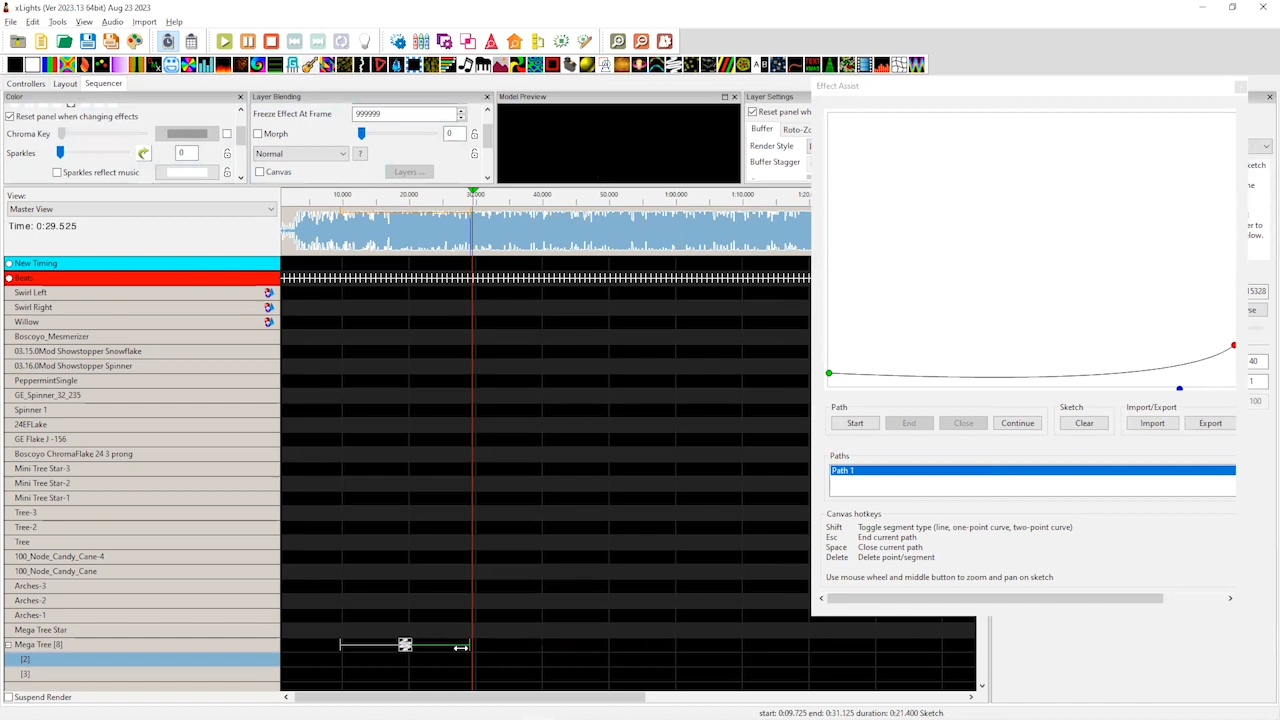 xLights (Ver 2023.13 64bit) Aug 23 2023
File Edit Tools View Audio Import Help
Controllers Layout Sequencer
Color
Layer Blending
Model Preview
Layer Settings
Effect Assist
Reset panel when changing effects
Freeze Effect At Frame 999999
Reset panel wh
Chroma Key
Morph 0
Buffer Roto-Zo
Sparkles 0
Normal ?
Render Style
Sparkles reflect music
Canvas Layers ...
Buffer Stagger
View:
Master View
Time: 0:29.525
10.000 20.000 30.000 40.000 50.000 1:00.000 1:10.000 1:20.
New Timing
Beats
Swirl Left
Swirl Right
Willow
Boscoyo_Mesmerizer
03.15.0Mod Showstopper Snowflake
03.16.0Mod Showstopper Spinner
PeppermintSingle
GE_Spinner_32_235
Spinner 1
24EFLake
GE Flake J -156
Boscoyo ChromaFlake 24 3 prong
Mini Tree Star-3
Mini Tree Star-2
Mini Tree Star-1
Tree-3
Tree-2
Tree
100_Node_Candy_Cane-4
100_Node_Candy_Cane
Arches-3
Arches-2
Arches-1
Mega Tree Star
Mega Tree [8]
[2]
[3]
Suspend Render
Path
Sketch
Import/Export
Start End Close Continue
Clear
Import Export
Paths
Path 1
Canvas hotkeys
Shift Toggle segment type (line, one-point curve, two-point curve)
Esc End current path
Space Close current path
Delete Delete point/segment
Use mouse wheel and middle button to zoom and pan on sketch
etch
ne
er to
low.
15328
se
40
1
100
start: 0:09.725 end: 0:31.125 duration: 0:21.400 Sketch